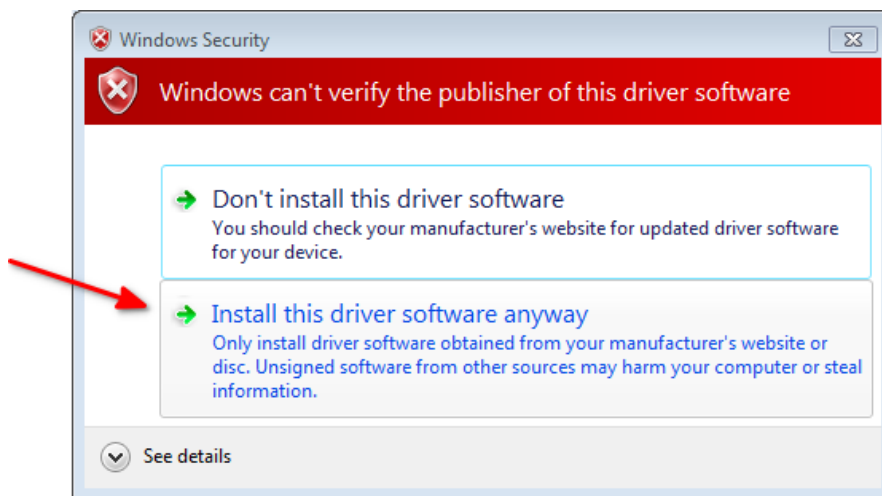 Windows Security
Windows can't verify the publisher of this driver software
Don't install this driver software
You should check your manufacturer's website for updated driver software
for your device.
Install this driver software anyway
Only install driver software obtained from your manufacturer's website or
disc. Unsigned software from other sources may harm your computer or steal
information.
See details